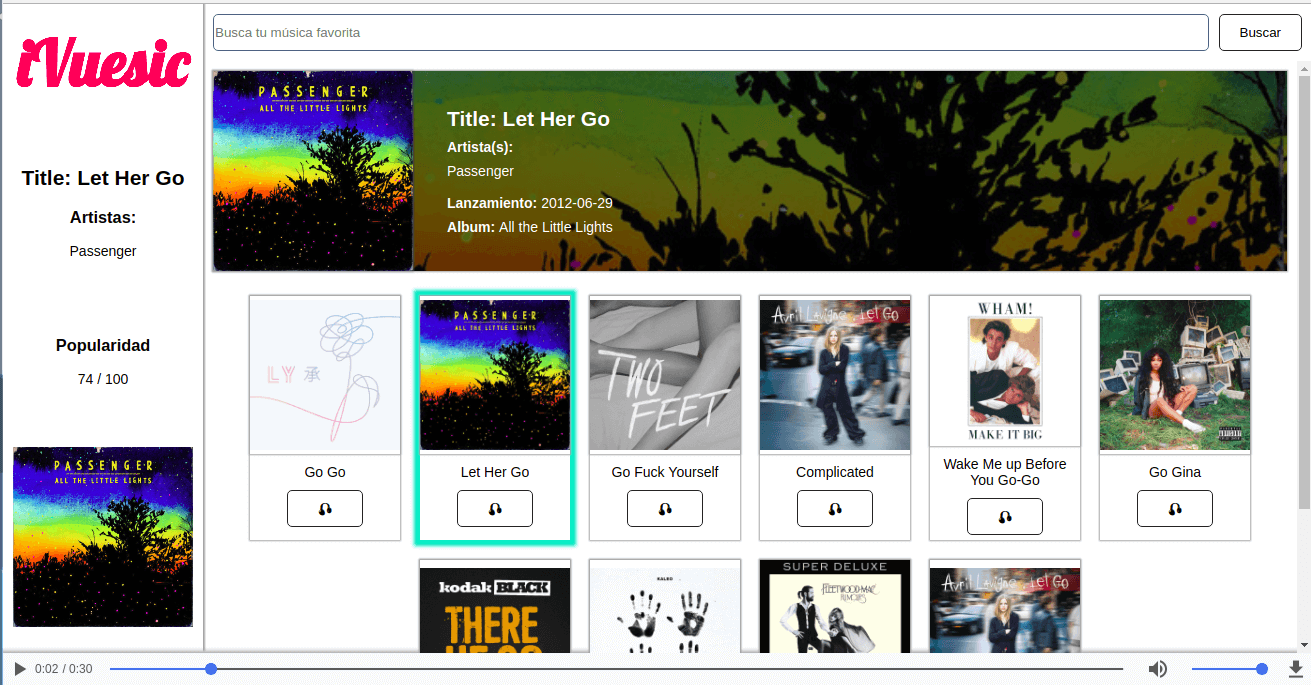 iVuesic
Title: Let Her Go
Artistas:
Passenger
Popularidad
74 / 100
PASSENGER
ALL THE LITTLE LIGHTS
Busca tu música favorita
Buscar
PASSENGER
ALL THE LITTLE LIGHTS
Title: Let Her Go
Artista(s):
Passenger
Lanzamiento: 2012-06-29
Album: All the Little Lights
LY 承
Go Go
PASSENGER
ALL THE LITTLE LIGHTS
Let Her Go
TWO
FEET
Go Fuck Yourself
Avril Lavigne Let GO
Complicated
WHAM!
MAKE IT BIG
Wake Me up Before
You Go-Go
Go Gina
kodak BLACK
THERE
HE GO
KALEO
SUPER DELUXE
FLEETWOOD MAC
RUMOURS
Avril Lavigne Let GO
0:02 / 0:30